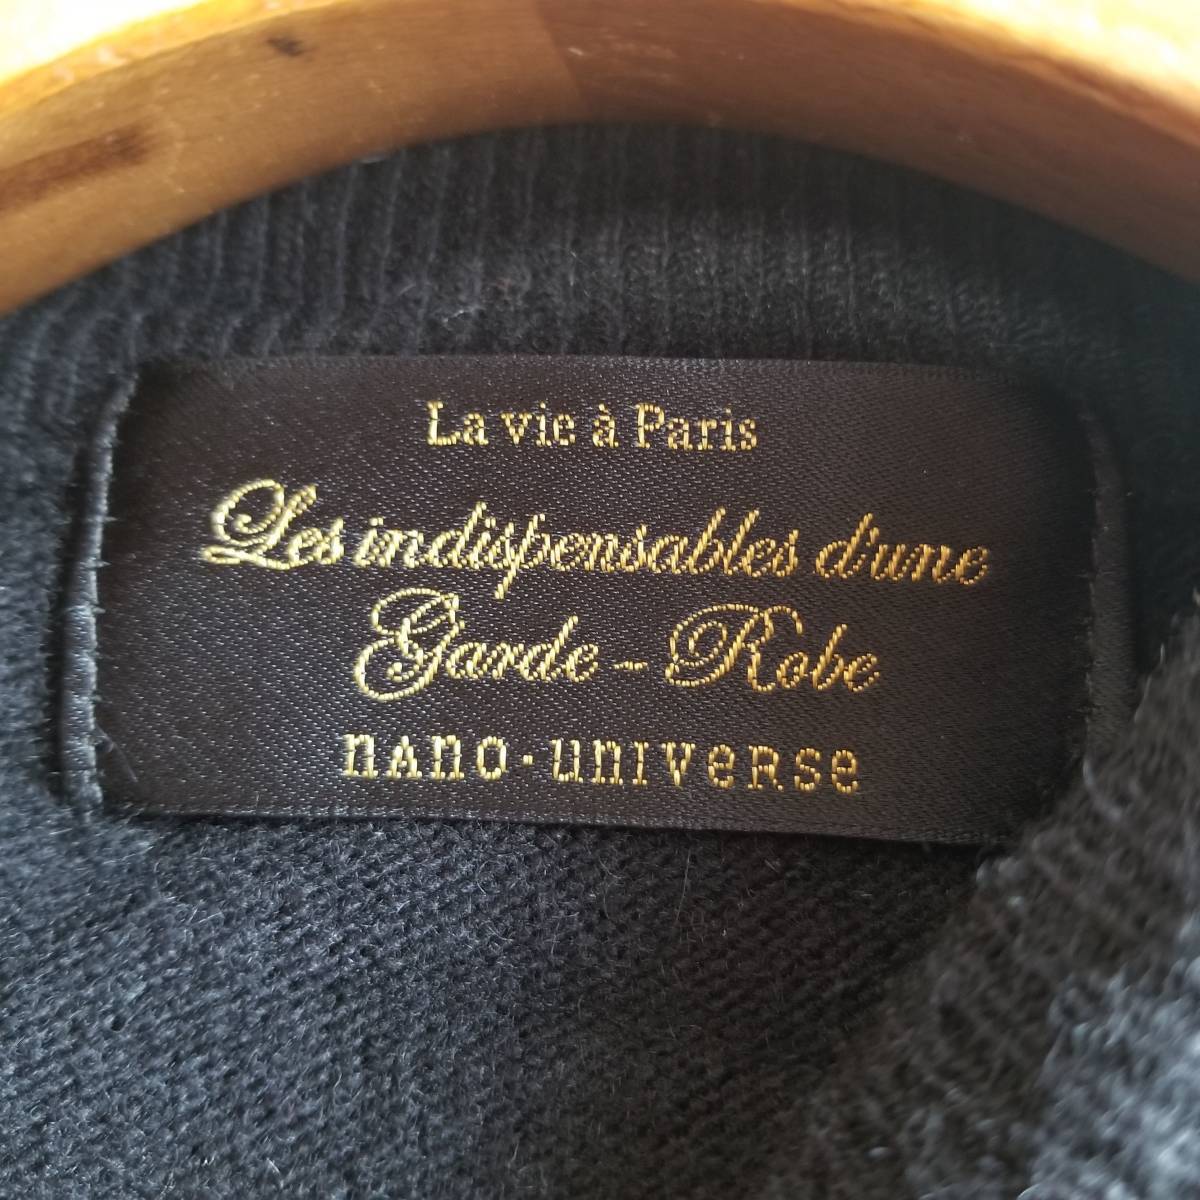 La vie à Paris
Les indispensables d'une
Garde-Robe
nano·universe